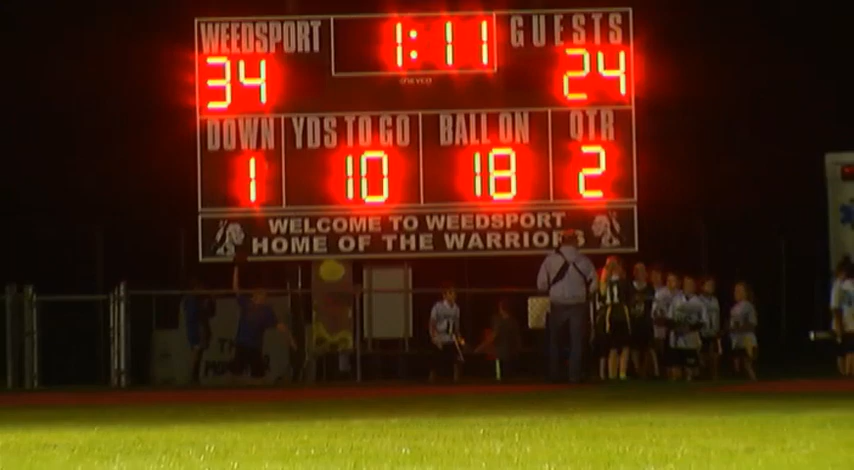 WEEDSPORT 1:11 GUESTS
34 24
DOWN YDS TO GO BALL ON QTR
1 10 18 2
WELCOME TO WEEDSPORT
HOME OF THE WARRIORS